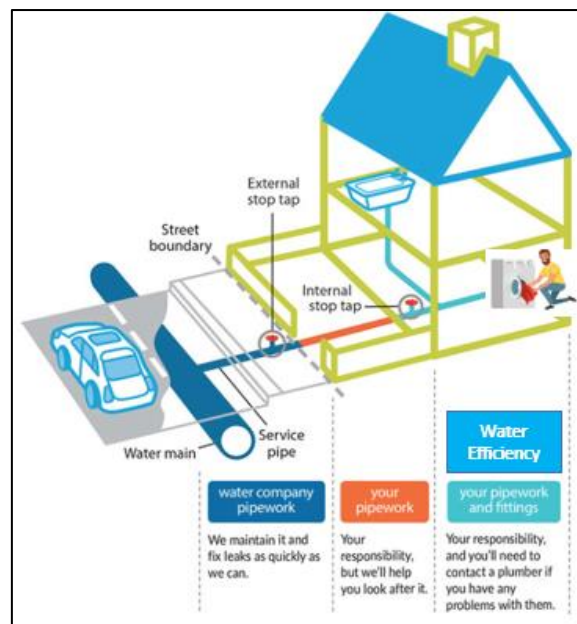 External
stop tap
Street
boundary
Internal
stop tap
Service
pipe
Water main
Water
Efficiency
water company
pipework
We maintain it and
fix leaks as quickly as
we can.
your
pipework
Your
responsibility,
but we'll help
you look after it.
your pipework
and fittings
Your responsibility,
and you'll need to
contact a plumber if
you have any
problems with them.